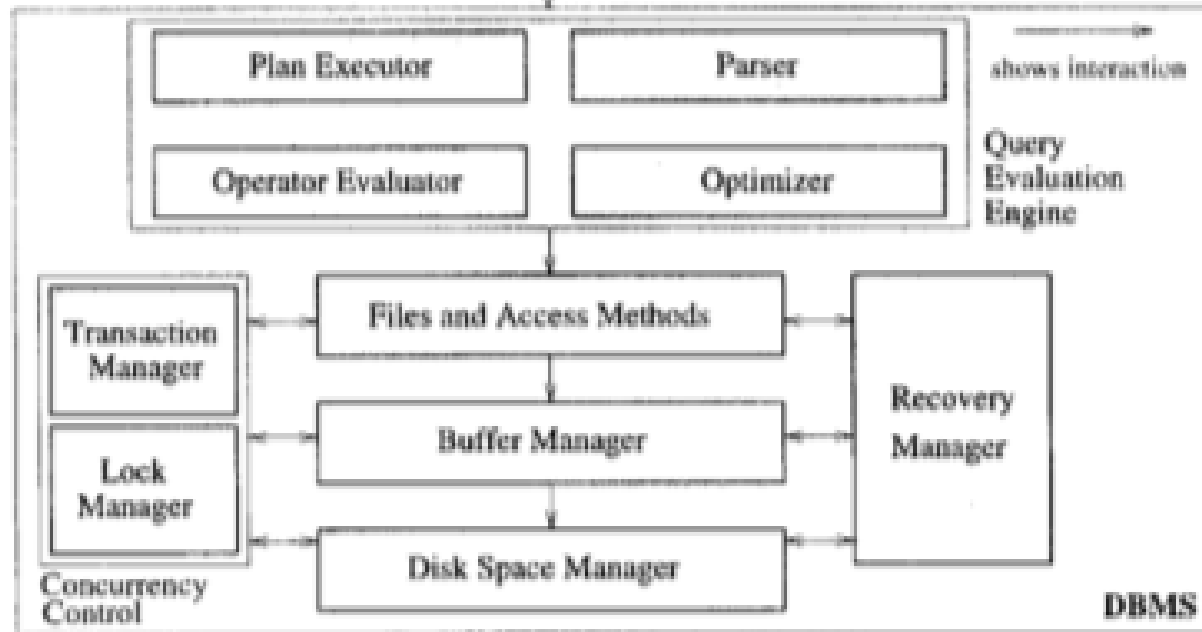 Plan Executor
Parser
shows interaction
Operator Evaluator
Optimizer
Query
Evaluation
Engine
Transaction
Manager
Files and Access Methods
Recovery
Manager
Buffer Manager
Lock
Manager
Disk Space Manager
Concurrency
Control
DBMS